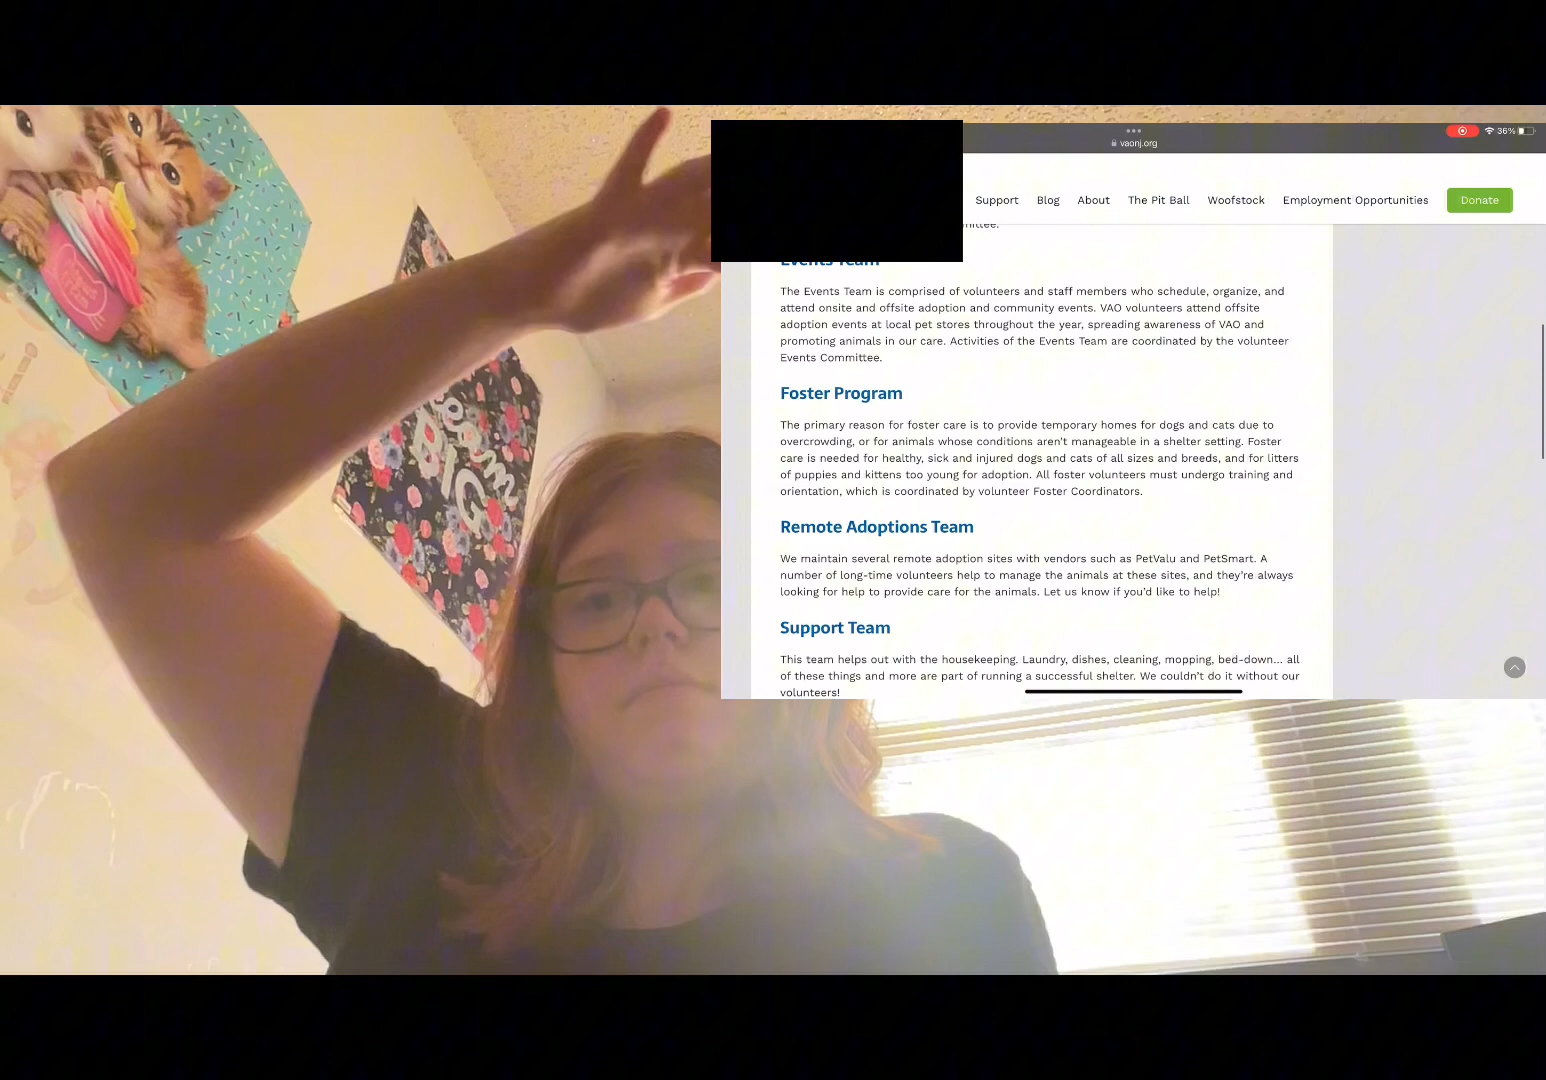 vaonj.org
36%
Support Blog About The Pit Ball Woofstock Employment Opportunities Donate
Events Team
The Events Team is comprised of volunteers and staff members who schedule, organize, and
attend onsite and offsite adoption and community events. VAO volunteers attend offsite
adoption events at local pet stores throughout the year, spreading awareness of VAO and
promoting animals in our care. Activities of the Events Team are coordinated by the volunteer
Events Committee.
Foster Program
The primary reason for foster care is to provide temporary homes for dogs and cats due to
overcrowding, or for animals whose conditions aren't manageable in a shelter setting. Foster
care is needed for healthy, sick and injured dogs and cats of all sizes and breeds, and for litters
of puppies and kittens too young for adoption. All foster volunteers must undergo training and
orientation, which is coordinated by volunteer Foster Coordinators.
Remote Adoptions Team
We maintain several remote adoption sites with vendors such as PetValu and PetSmart. A
number of long-time volunteers help to manage the animals at these sites, and they're always
looking for help to provide care for the animals. Let us know if you'd like to help!
Support Team
This team helps out with the housekeeping. Laundry, dishes, cleaning, mopping, bed-down... all
of these things and more are part of running a successful shelter. We couldn't do it without our
volunteers!
BIG